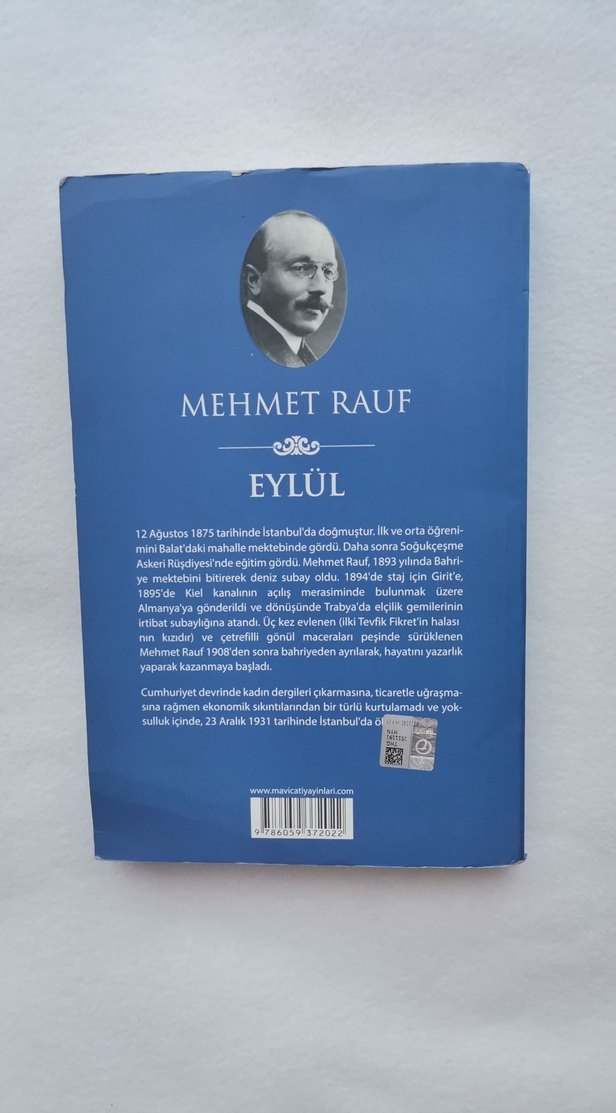 MEHMET RAUF
EYLÜL
12 Ağustos 1875 tarihinde İstanbul'da doğmuştur. İlk ve orta öğreni-
mini Balat'daki mahalle mektebinde gördü. Daha sonra Soğukçeşme
Askeri Rüşdiyesi'nde eğitim gördü. Mehmet Rauf, 1893 yılında Bahri-
ye mektebini bitirerek deniz subay oldu. 1894'de staj için Girit'e,
1895'de Kiel kanalının açılış merasiminde bulunmak üzere
Almanya'ya gönderildi ve dönüşünde Trabya'da elçilik gemilerinin
irtibat subaylığına atandı. Üç kez evlenen (ilki Tevfik Fikret'in halası
nın kızıdır) ve çetrefilli gönül maceraları peşinde sürüklenen
Mehmet Rauf 1908'den sonra bahriyeden ayrılarak, hayatını yazarlık
yaparak kazanmaya başladı.
Cumhuriyet devrinde kadın dergileri çıkarmasına, ticaretle uğraşma-
sına rağmen ekonomik sıkıntılarından bir türlü kurtulamadı ve yok-
sulluk içinde, 23 Aralık 1931 tarihinde İstanbul'da öl
www.mavicatiyayinlari.com
9 786059 372022